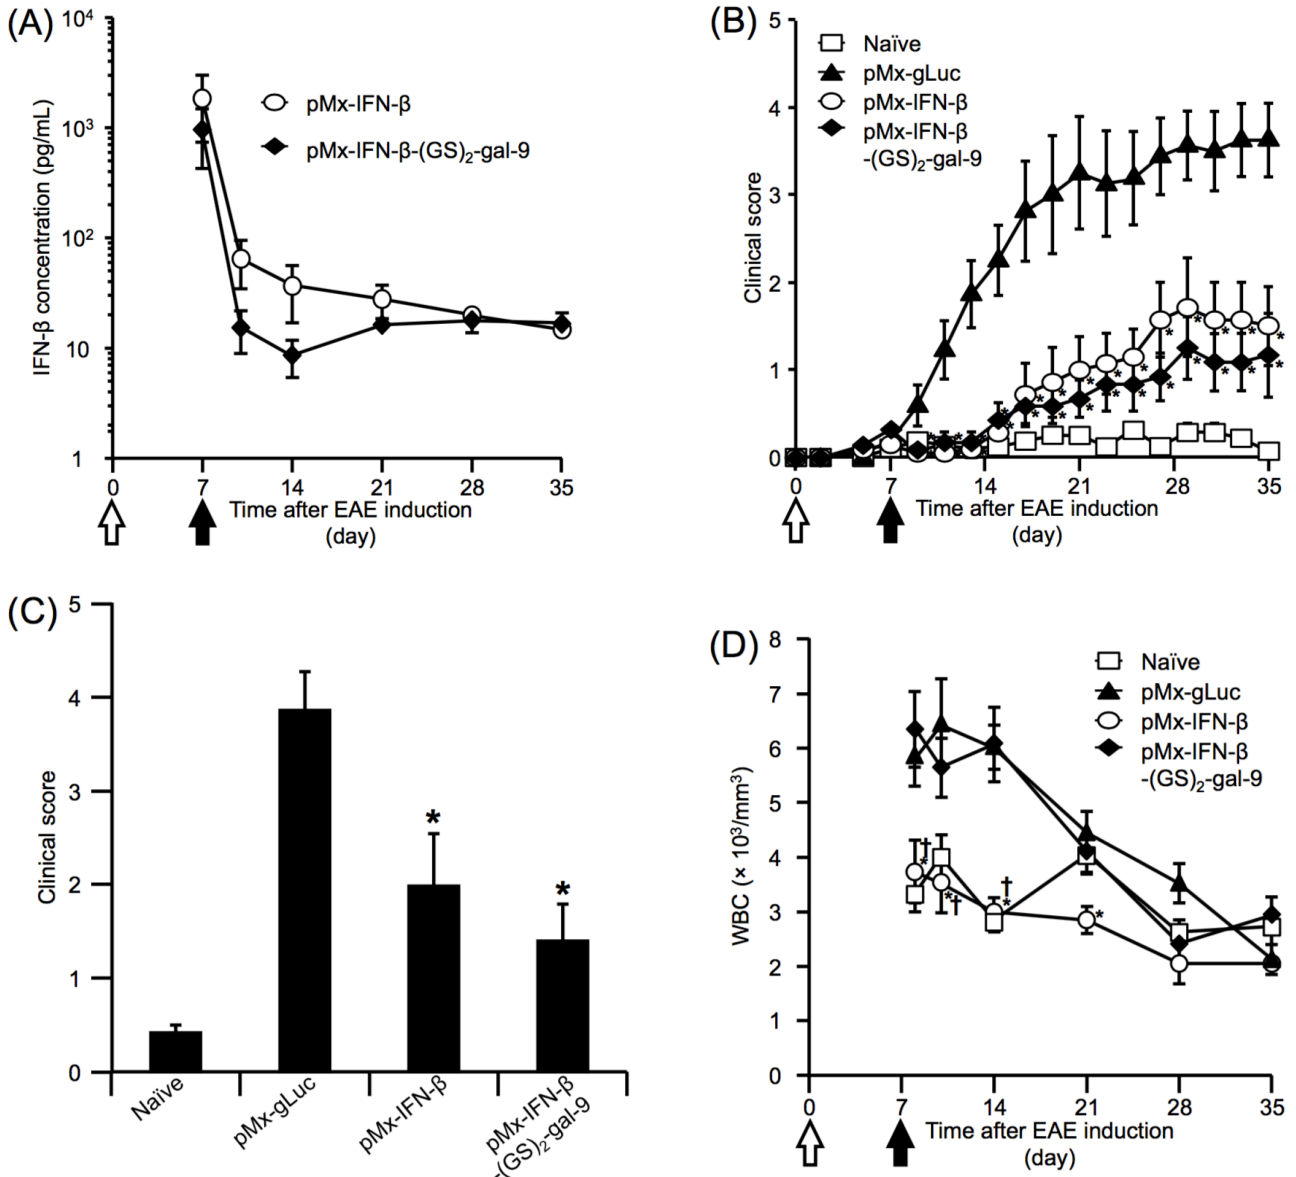 (A)
10⁴
10³
10²
10
1
IFN-β concentration (pg/mL)
pMx-IFN-β
pMx-IFN-β-(GS)₂-gal-9
0 7 14 21 28 35
Time after EAE induction
(day)
(B)
5
4
3
2
1
0
Clinical score
Naïve
pMx-gLuc
pMx-IFN-β
pMx-IFN-β
-(GS)₂-gal-9
* * * * * * * * * * * * * * * * * * * * * * * *
0 7 14 21 28 35
Time after EAE induction
(day)
(C)
5
4
3
2
1
0
Clinical score
* *
Naïve
pMx-gLuc
pMx-IFN-β
pMx-IFN-β
-(GS)₂-gal-9
(D)
8
7
6
5
4
3
2
1
0
WBC (× 10³/mm³)
Naïve
pMx-gLuc
pMx-IFN-β
pMx-IFN-β
-(GS)₂-gal-9
†
*
*†
†
*
*
0 7 14 21 28 35
Time after EAE induction
(day)